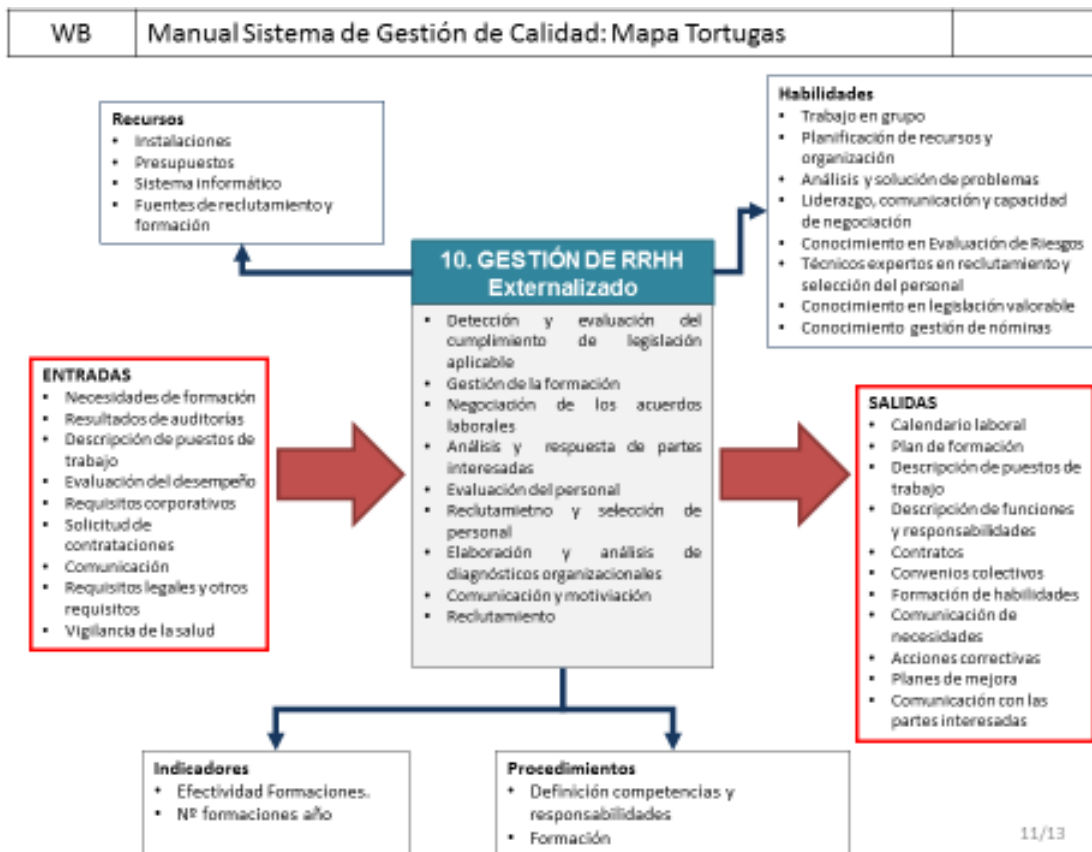 WB
Manual Sistema de Gestión de Calidad: Mapa Tortugas
Recursos
• Instalaciones
• Presupuestos
• Sistema informático
• Fuentes de reclutamiento y
formación
Habilidades
• Trabajo en grupo
• Planificación de recursos y
organización
• Análisis y solución de problemas
• Liderazgo, comunicación y capacidad
de negociación
• Conocimiento en Evaluación de Riesgos
• Técnicos expertos en reclutamiento y
selección del personal
• Conocimiento en legislación valorable
• Conocimiento gestión de nóminas
10. GESTIÓN DE RRHH
Externalizado
• Detección y evaluación del
cumplimiento de legislación
aplicable
• Gestión de la formación
• Negociación de los acuerdos
laborales
• Análisis y respuesta de partes
interesadas
• Evaluación del personal
• Reclutamietno y selección de
personal
• Elaboración y análisis de
diagnósticos organizacionales
• Comunicación y motiviación
• Reclutamiento
ENTRADAS
• Necesidades de formación
• Resultados de auditorías
• Descripción de puestos de
trabajo
• Evaluación del desempeño
• Requisitos corporativos
• Solicitud de
contrataciones
• Comunicación
• Requisitos legales y otros
requisitos
• Vigilancia de la salud
SALIDAS
• Calendario laboral
• Plan de formación
• Descripción de puestos de
trabajo
• Descripción de funciones
y responsabilidades
• Contratos
• Convenios colectivos
• Formación de habilidades
• Comunicación de
necesidades
• Acciones correctivas
• Planes de mejora
• Comunicación con las
partes interesadas
Indicadores
• Efectividad Formaciones.
• Nº formaciones año
Procedimientos
• Definición competencias y
responsabilidades
• Formación
11/13